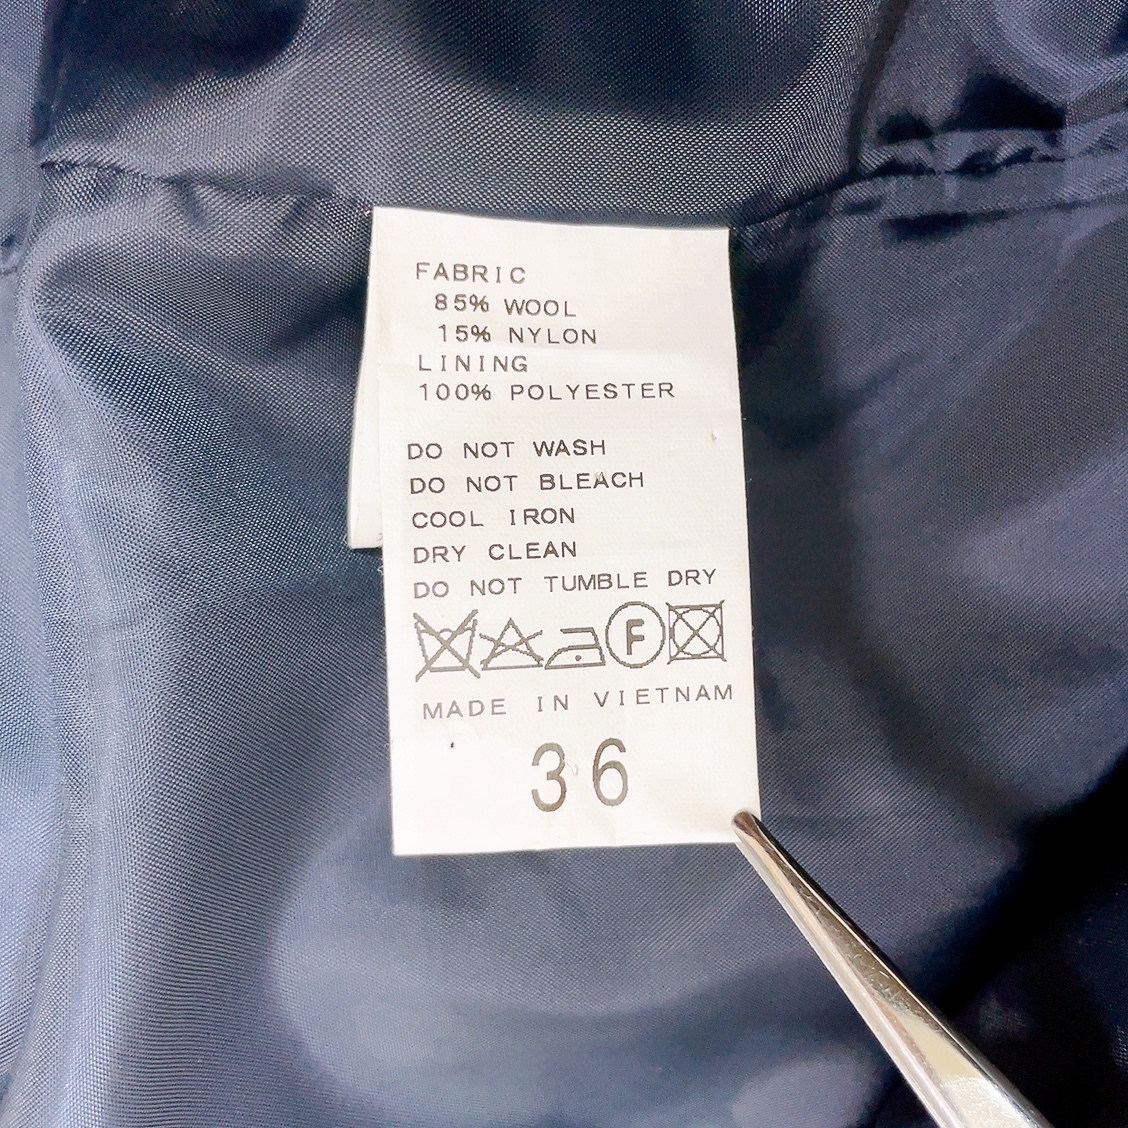 FABRIC
85% WOOL
15% NYLON
LINING
100% POLYESTER
DO NOT WASH
DO NOT BLEACH
COOL IRON
DRY CLEAN
DO NOT TUMBLE DRY
F
MADE IN VIETNAM
36